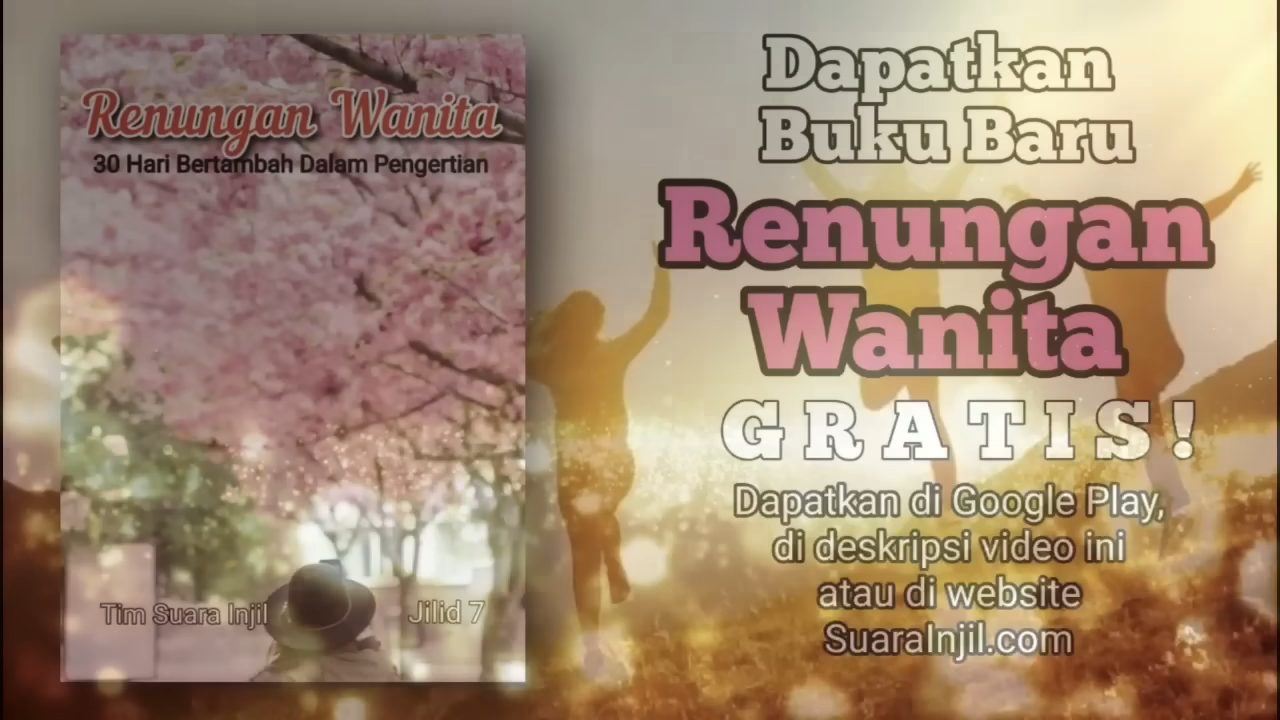 Renungan Wanita
30 Hari Bertambah Dalam Pengertian
Tim Suara Injil
Jilid 7
Dapatkan
Buku Baru
Renungan
Wanita
GRATIS!
Dapatkan di Google Play,
di deskripsi video ini
atau di website
SuaraInjil.com